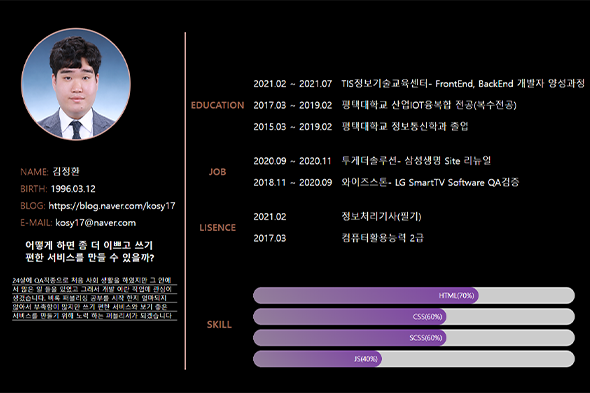 NAME: 김정환
BIRTH: 1996.03.12
BLOG: https://blog.naver.com/kosy17
E-MAIL: kosy17@naver.com
어떻게 하면 좀 더 이쁘고 쓰기
편한 서비스를 만들 수 있을까?
24살에 QA직종으로 처음 사회 생활을 하였지만 그 안에
서 많은 일 들을 있었고 그래서 개발 이란 직업에 관심이
생겼습니다. 비록 퍼블리싱 공부를 시작 한지 얼마되지
않아서 부족함이 많지만 쓰기 편한 서비스와 보기 좋은
서비스를 만들기 위해 노력 하는 퍼블리셔가 되겠습니다
EDUCATION
2021.02 ~ 2021.07 TIS정보기술교육센터- FrontEnd, BackEnd 개발자 양성과정
2017.03 ~ 2019.02 평택대학교 산업IOT융복합 전공(복수전공)
2015.03 ~ 2019.02 평택대학교 정보통신학과 졸업
JOB
2020.09 ~ 2020.11 투게더솔루션- 삼성생명 Site 리뉴얼
2018.11 ~ 2020.09 와이즈스톤- LG SmartTV Software QA검증
LISENCE
2021.02 정보처리기사(필기)
2017.03 컴퓨터활용능력 2급
SKILL
HTML(70%)
CSS(60%)
SCSS(60%)
JS(40%)